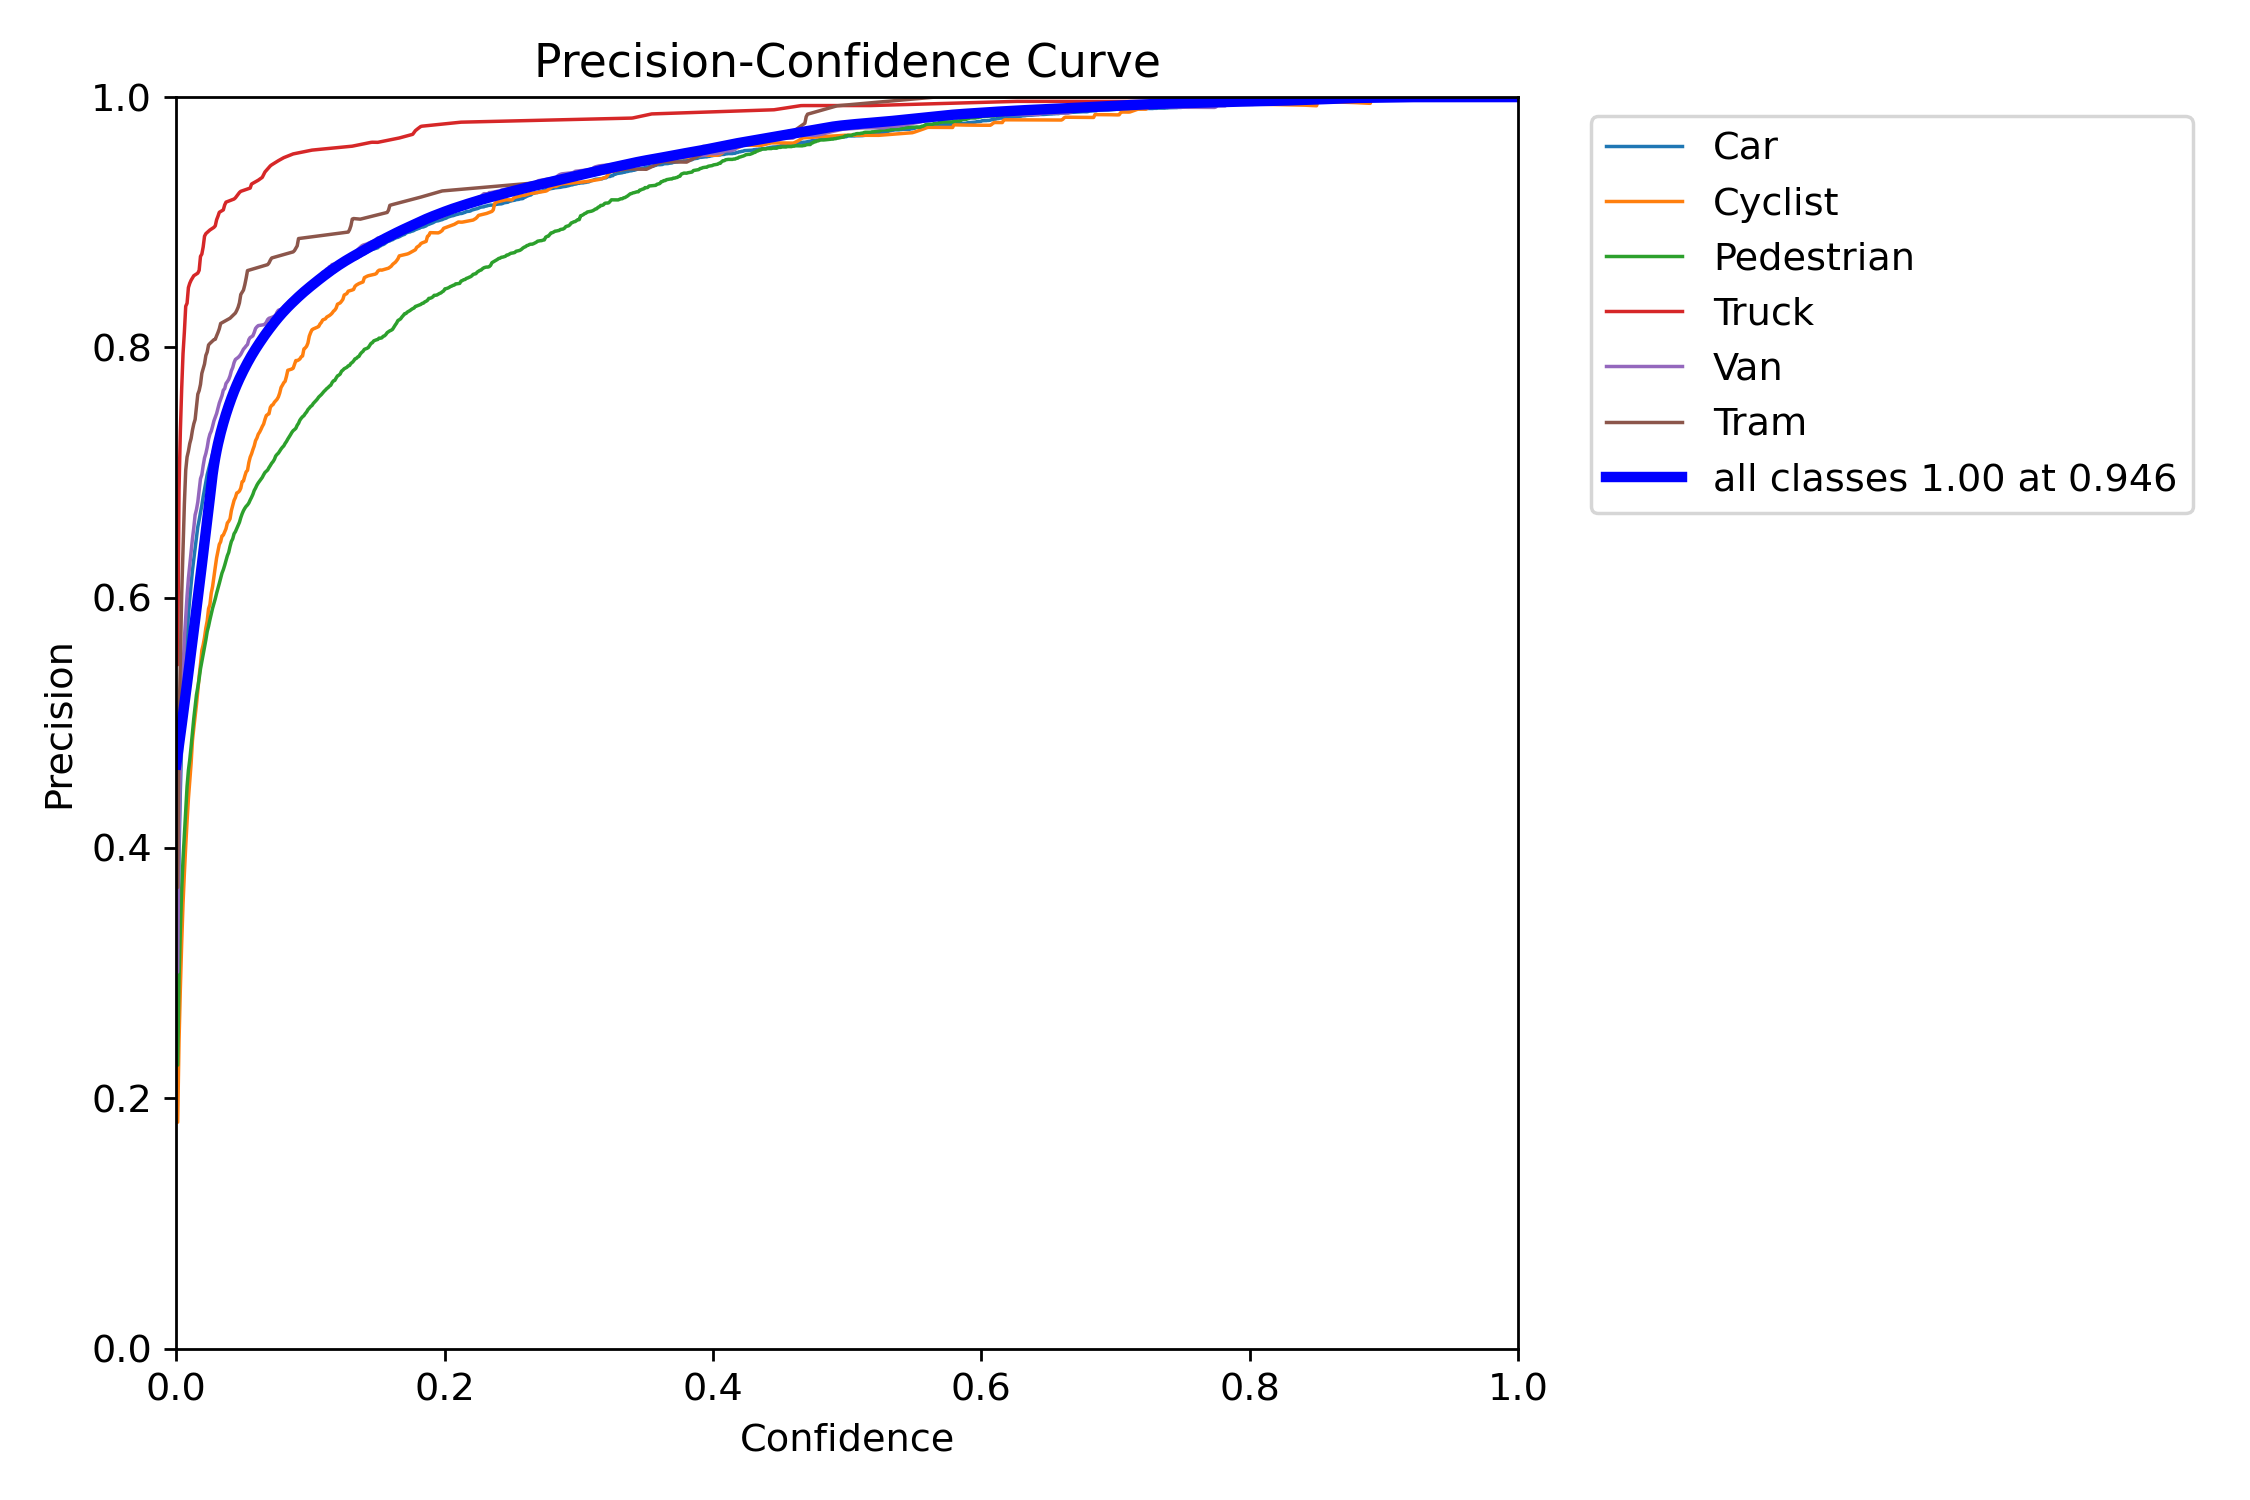 Precision-Confidence Curve
1.0
0.8
0.6
0.4
0.2
0.0
Precision
0.0 0.2 0.4 0.6 0.8 1.0
Confidence
Car
Cyclist
Pedestrian
Truck
Van
Tram
all classes 1.00 at 0.946